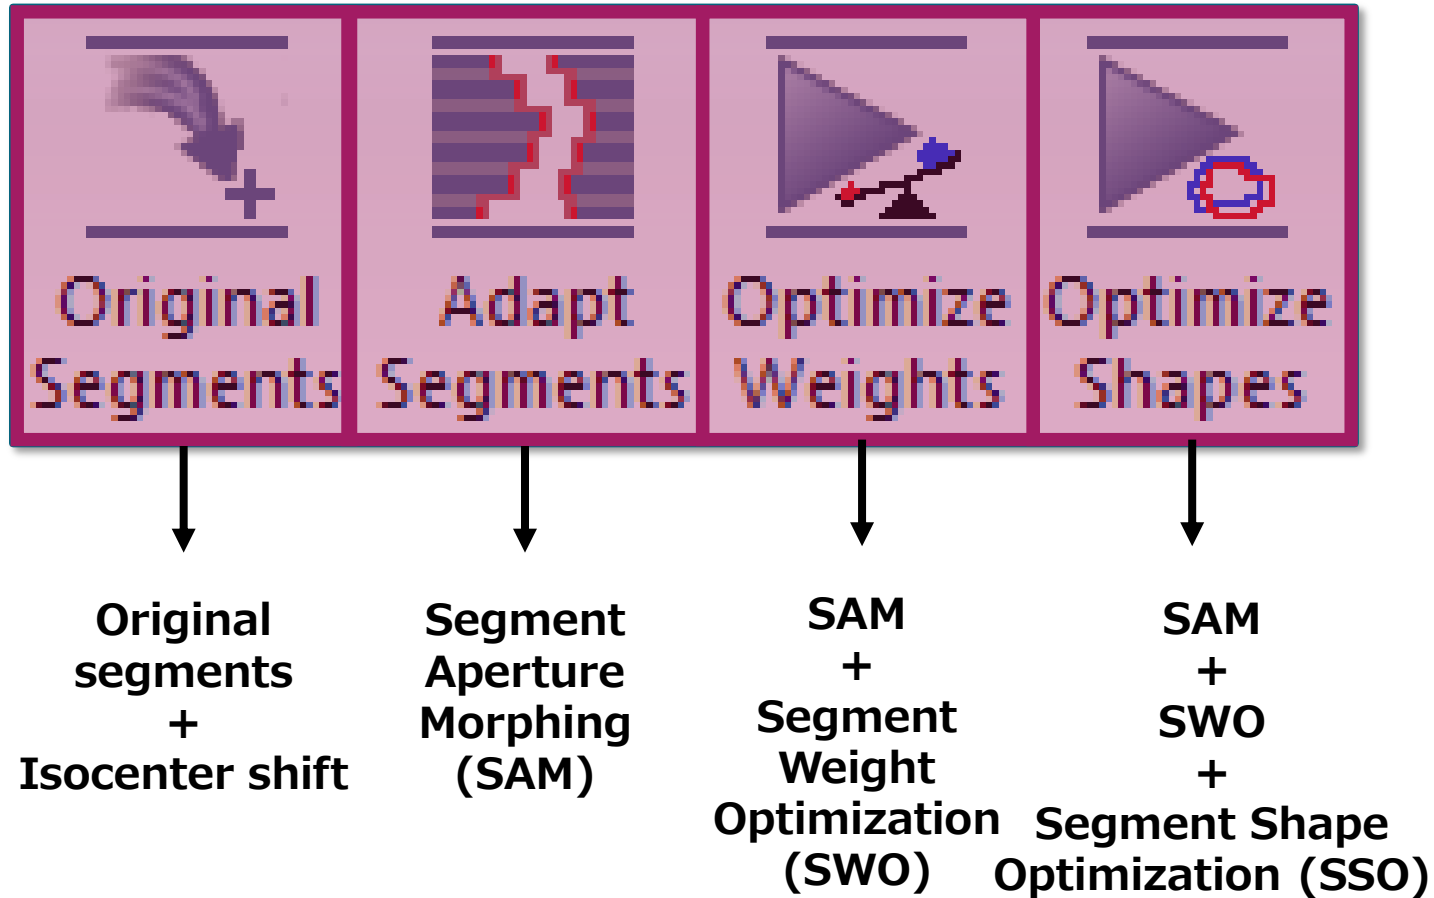 Original
Segments
Adapt
Segments
Optimize
Weights
Optimize
Shapes
Original
segments
+
Isocenter shift
Segment
Aperture
Morphing
(SAM)
SAM
+
Segment
Weight
Optimization
(SWO)
SAM
+
SWO
+
Segment Shape
Optimization (SSO)